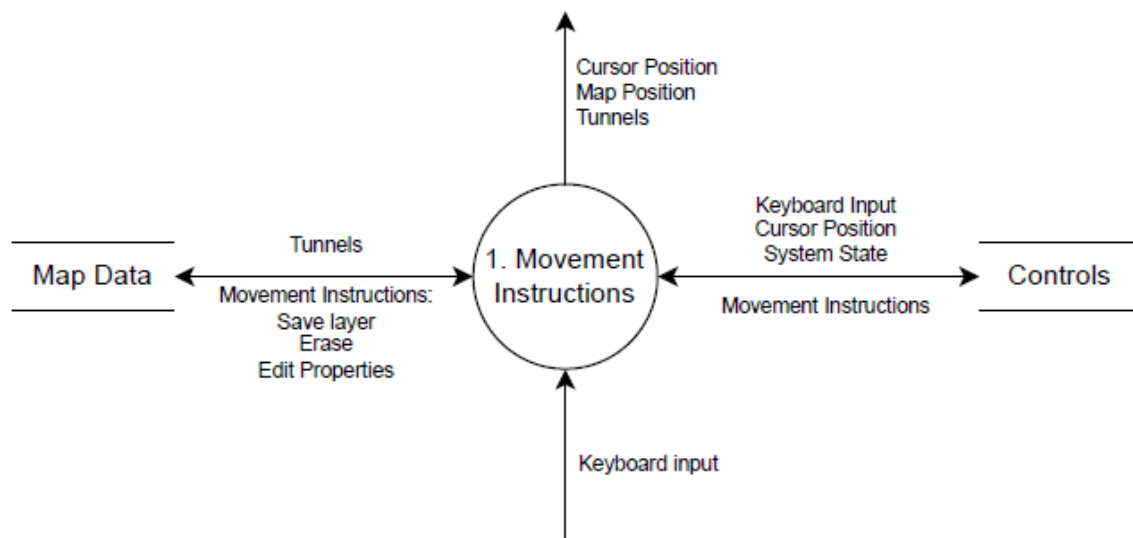 Cursor Position
Map Position
Tunnels
Keyboard Input
Cursor Position
System State
Tunnels
Map Data
1. Movement
Instructions
Controls
Movement Instructions:
Save layer
Erase
Edit Properties
Movement Instructions
Keyboard input